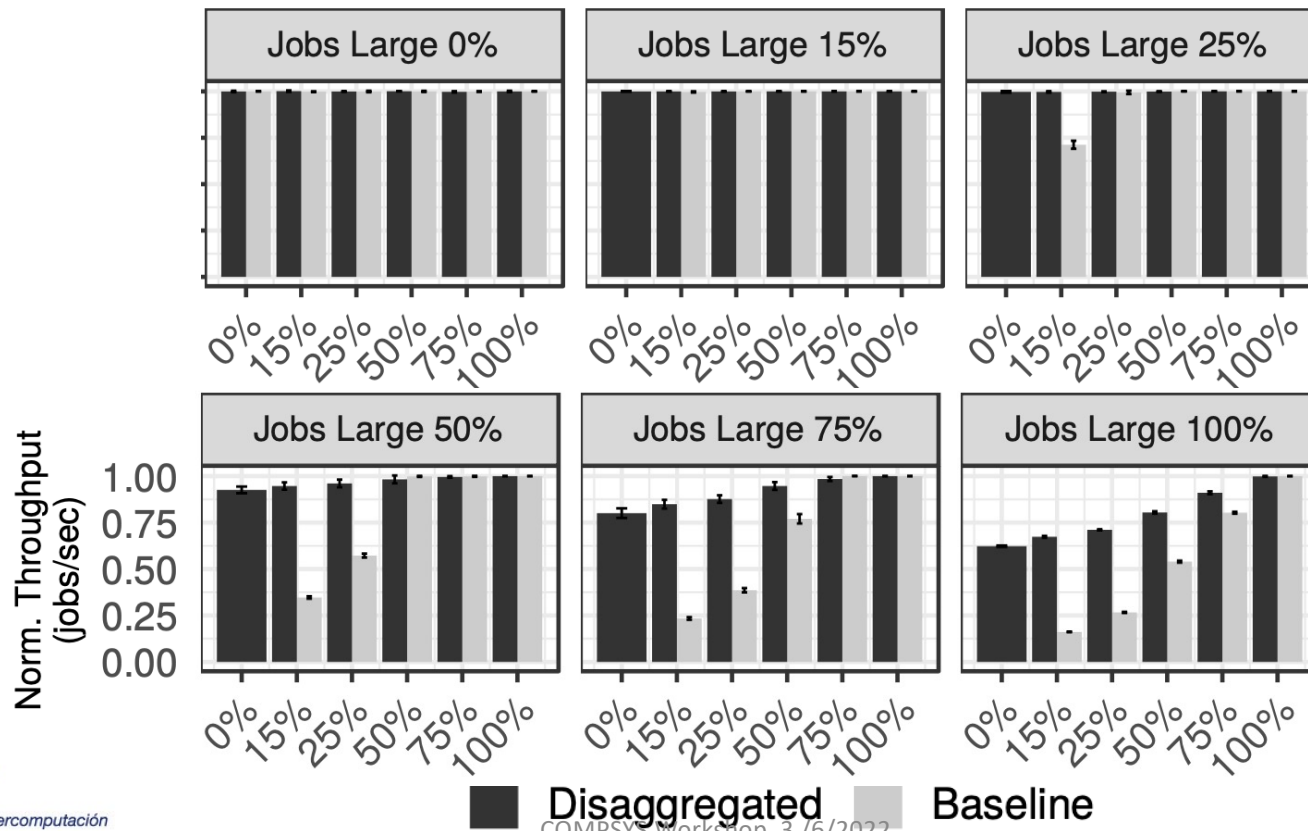 Jobs Large 0% Jobs Large 15% Jobs Large 25%
0% 15% 25% 50% 75% 100% 0% 15% 25% 50% 75% 100% 0% 15% 25% 50% 75% 100%
Jobs Large 50% Jobs Large 75% Jobs Large 100%
Norm. Throughput
(jobs/sec)
1.00
0.75
0.50
0.25
0.00
0% 15% 25% 50% 75% 100% 0% 15% 25% 50% 75% 100% 0% 15% 25% 50% 75% 100%
Disaggregated Baseline
COMPSYS Workshop, 3 /6/2022